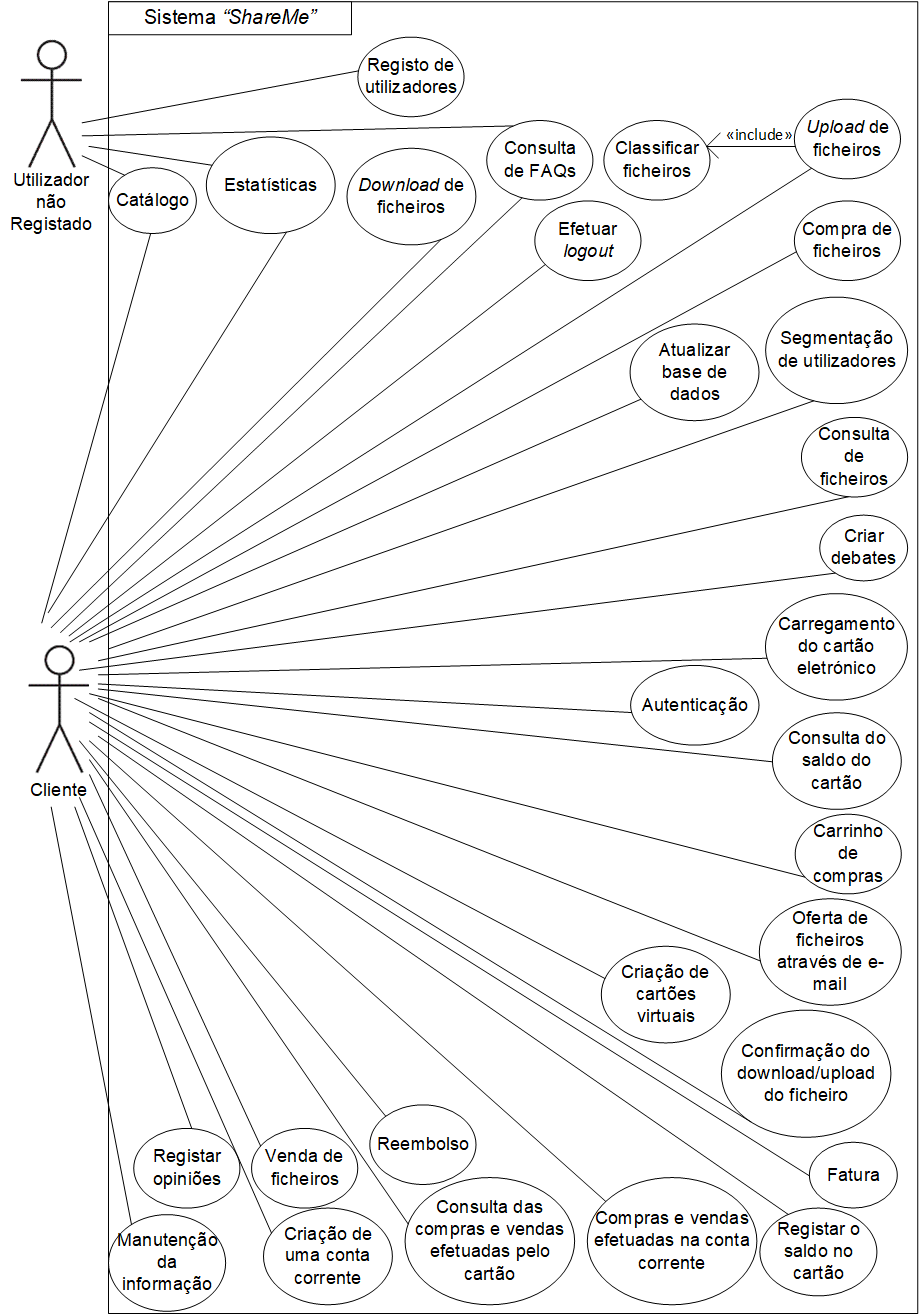 Sistema “ShareMe”
Utilizador
não
Registado
Registo de
utilizadores
Catálogo
Estatísticas
Download de
ficheiros
Consulta
de FAQs
Classificar
ficheiros
«include»
Upload de
ficheiros
Efetuar
logout
Compra de
ficheiros
Atualizar
base de
dados
Segmentação
de utilizadores
Consulta
de
ficheiros
Criar
debates
Carregamento
do cartão
eletrónico
Autenticação
Cliente
Consulta do
saldo do
cartão
Carrinho
de
compras
Oferta de
ficheiros
através de e-
mail
Criação de
cartões
virtuais
Confirmação do
download/upload
do ficheiro
Reembolso
Registar
opiniões
Venda de
ficheiros
Fatura
Manutenção
da
informação
Criação de
uma conta
corrente
Consulta das
compras e vendas
efetuadas pelo
cartão
Compras e vendas
efetuadas na conta
corrente
Registar o
saldo no
cartão